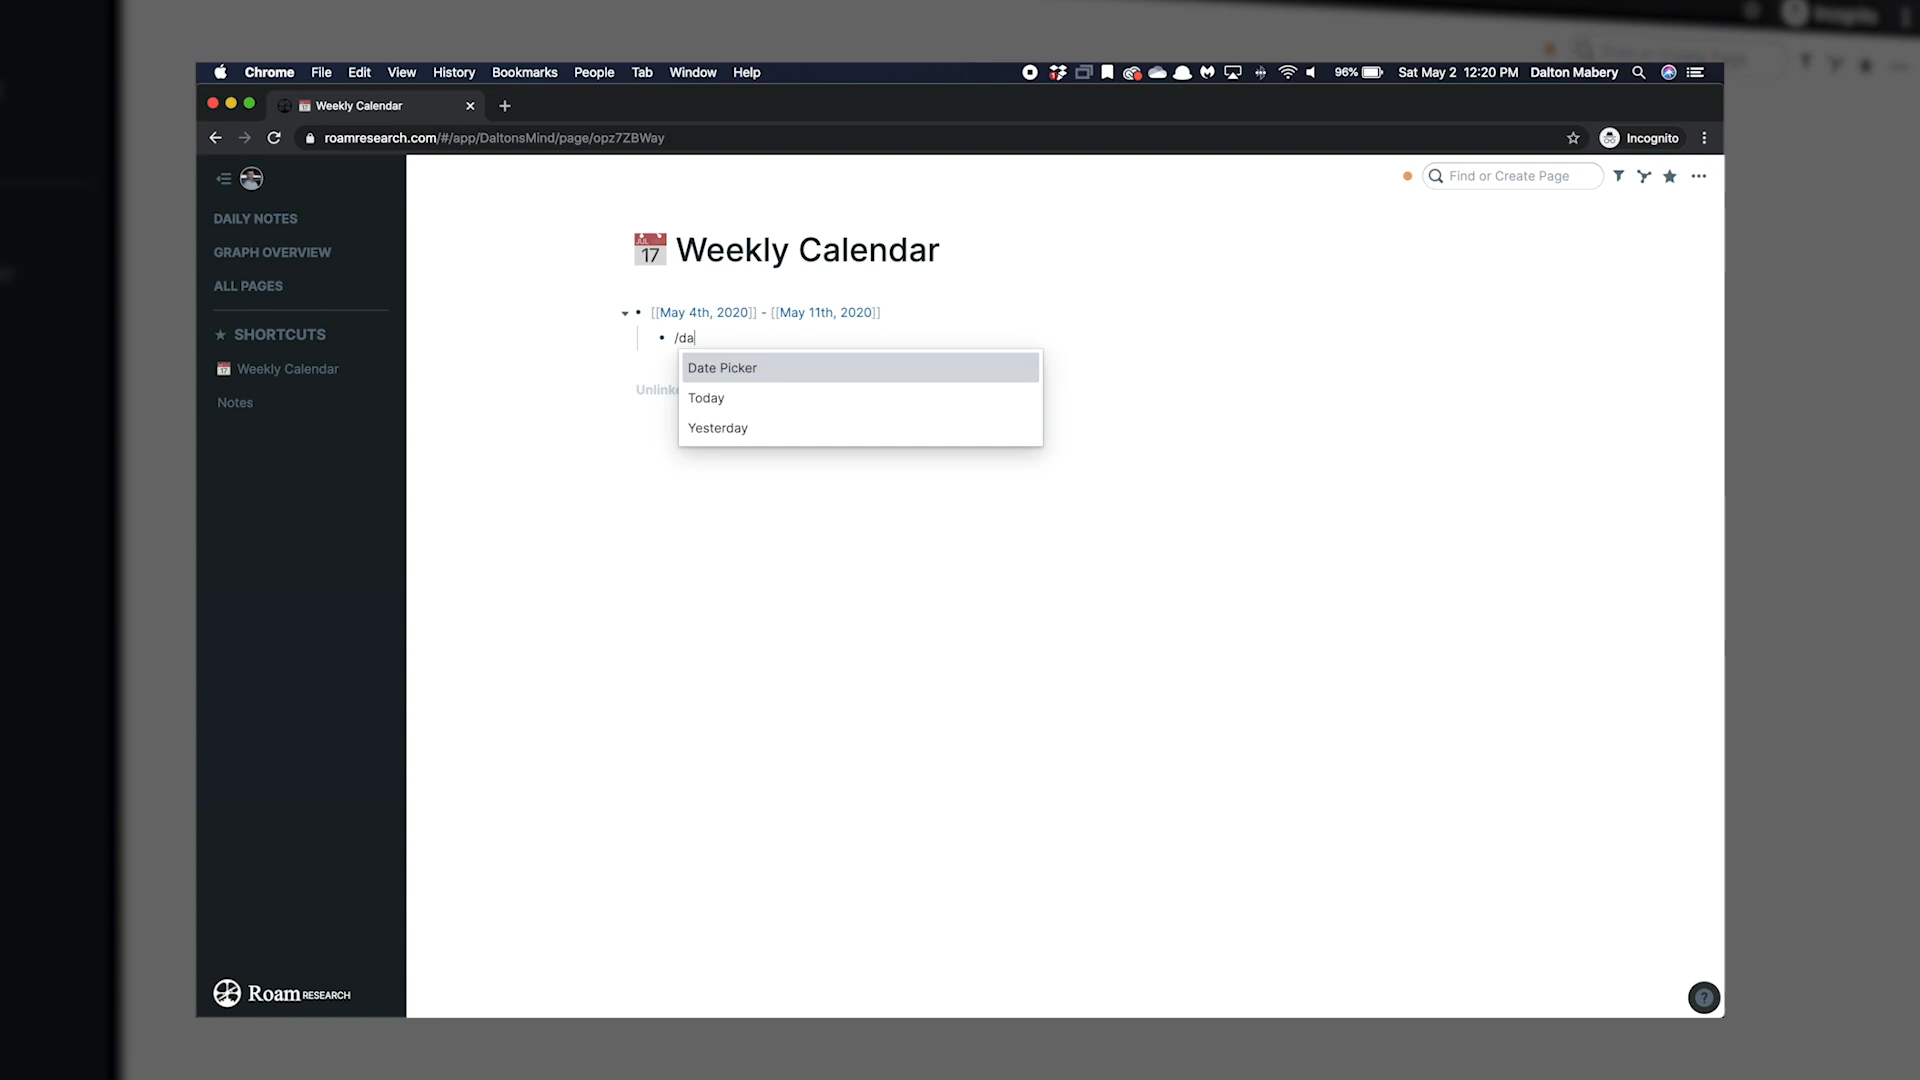 Chrome File Edit View History Bookmarks People Tab Window Help 96% Sat May 2 12:20 PM Dalton Mabery
Weekly Calendar
roamresearch.com/#/app/DaltonsMind/page/opz7ZBWay Incognito
Find or Create Page
DAILY NOTES
GRAPH OVERVIEW
ALL PAGES
★ SHORTCUTS
Weekly Calendar
Notes
JUL 17 Weekly Calendar
[[May 4th, 2020]] - [[May 11th, 2020]]
/da
Date Picker
Today
Yesterday
Roam RESEARCH